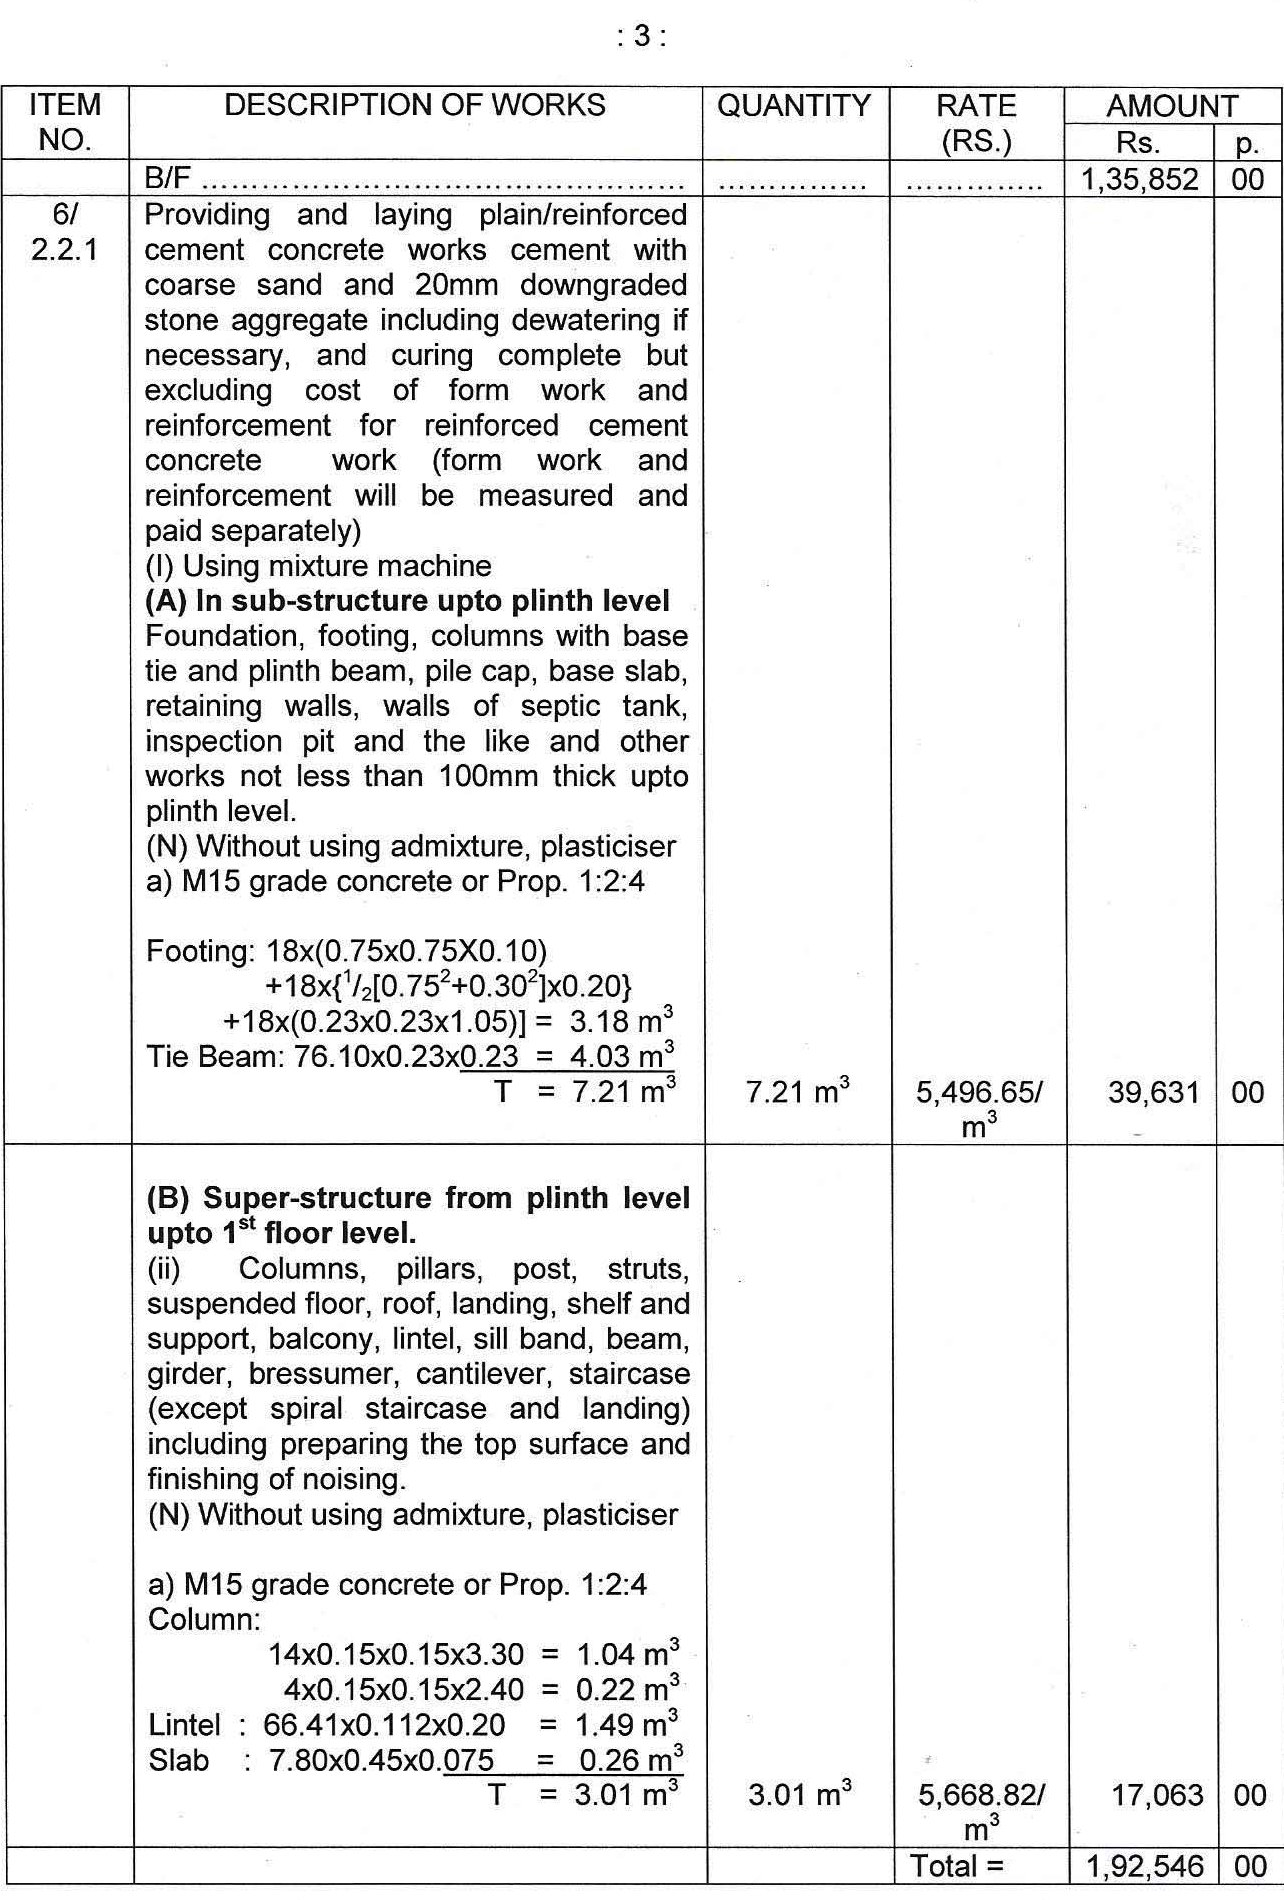 : 3 :
ITEM NO. DESCRIPTION OF WORKS QUANTITY RATE (RS.) AMOUNT
Rs. p.
B/F ................................................ ............... .............. 1,35,852 00
6/ Providing and laying plain/reinforced
2.2.1 cement concrete works cement with
coarse sand and 20mm downgraded
stone aggregate including dewatering if
necessary, and curing complete but
excluding cost of form work and
reinforcement for reinforced cement
concrete work (form work and
reinforcement will be measured and
paid separately)
(I) Using mixture machine
(A) In sub-structure upto plinth level
Foundation, footing, columns with base
tie and plinth beam, pile cap, base slab,
retaining walls, walls of septic tank,
inspection pit and the like and other
works not less than 100mm thick upto
plinth level.
(N) Without using admixture, plasticiser
a) M15 grade concrete or Prop. 1:2:4
Footing: 18x(0.75x0.75X0.10)
+18x{¹/₂[0.75²+0.30²]x0.20}
+18x(0.23x0.23x1.05)] = 3.18 m³
Tie Beam: 76.10x0.23x0.23 = 4.03 m³
T = 7.21 m³ 7.21 m³ 5,496.65/ 39,631 00
m³
(B) Super-structure from plinth level
upto 1st floor level.
(ii) Columns, pillars, post, struts,
suspended floor, roof, landing, shelf and
support, balcony, lintel, sill band, beam,
girder, bressumer, cantilever, staircase
(except spiral staircase and landing)
including preparing the top surface and
finishing of noising.
(N) Without using admixture, plasticiser
a) M15 grade concrete or Prop. 1:2:4
Column:
14x0.15x0.15x3.30 = 1.04 m³
4x0.15x0.15x2.40 = 0.22 m³
Lintel : 66.41x0.112x0.20 = 1.49 m³
Slab : 7.80x0.45x0.075 = 0.26 m³
T = 3.01 m³ 3.01 m³ 5,668.82/ 17,063 00
m³
Total = 1,92,546 00